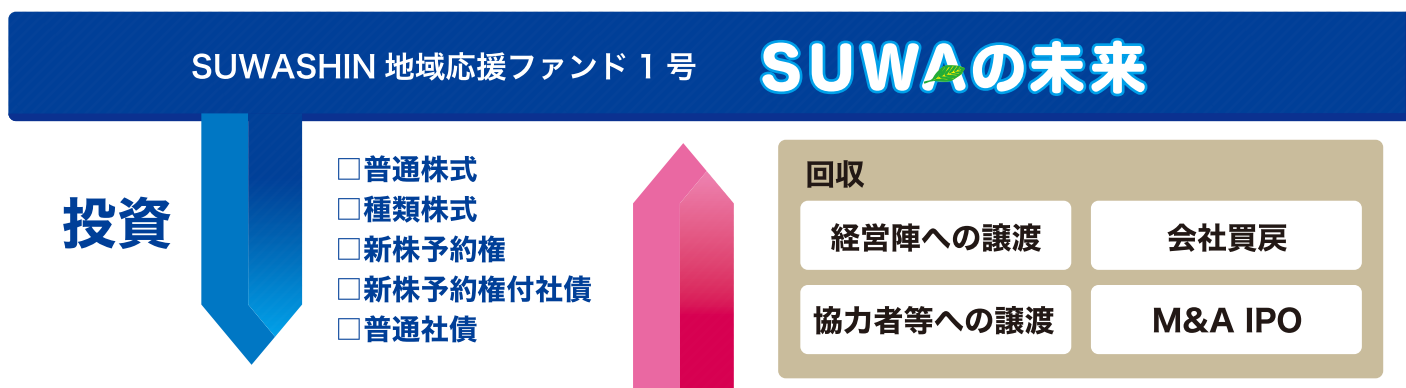 SUWASHIN 地域応援ファンド 1 号
SUWAの未来
投資
□普通株式
□種類株式
□新株予約権
□新株予約権付社債
□普通社債
回収
経営陣への譲渡
会社買戻
協力者等への譲渡
M&A IPO